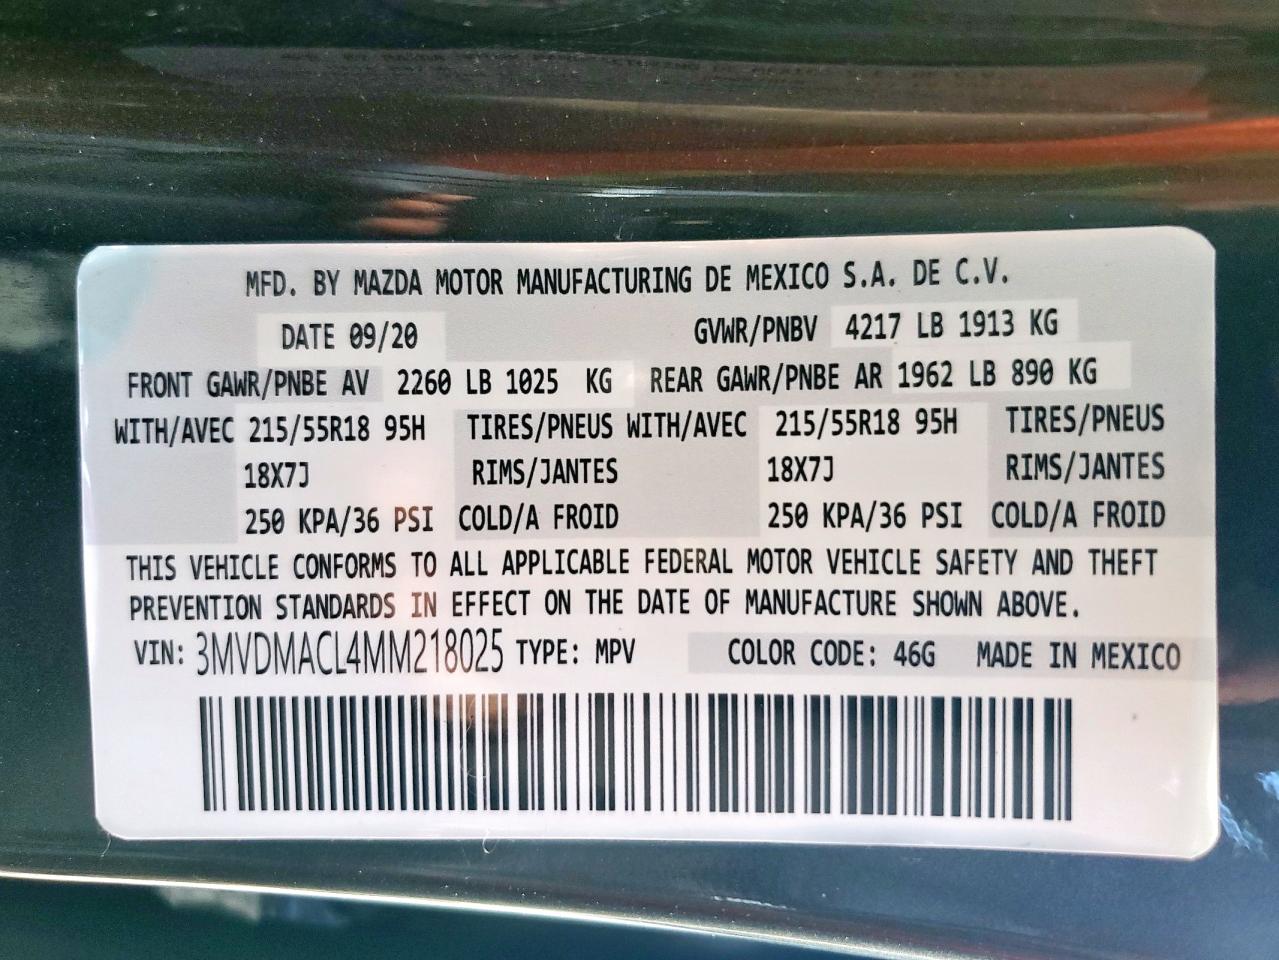 MFD. BY MAZDA MOTOR MANUFACTURING DE MEXICO S.A. DE C.V.
DATE 09/20 GVWR/PNBV 4217 LB 1913 KG
FRONT GAWR/PNBE AV 2260 LB 1025 KG REAR GAWR/PNBE AR 1962 LB 890 KG
WITH/AVEC 215/55R18 95H TIRES/PNEUS WITH/AVEC 215/55R18 95H TIRES/PNEUS
18X7J RIMS/JANTES 18X7J RIMS/JANTES
250 KPA/36 PSI COLD/A FROID 250 KPA/36 PSI COLD/A FROID
THIS VEHICLE CONFORMS TO ALL APPLICABLE FEDERAL MOTOR VEHICLE SAFETY AND THEFT
PREVENTION STANDARDS IN EFFECT ON THE DATE OF MANUFACTURE SHOWN ABOVE.
VIN: 3MVDMACL4MM218025 TYPE: MPV COLOR CODE: 46G MADE IN MEXICO